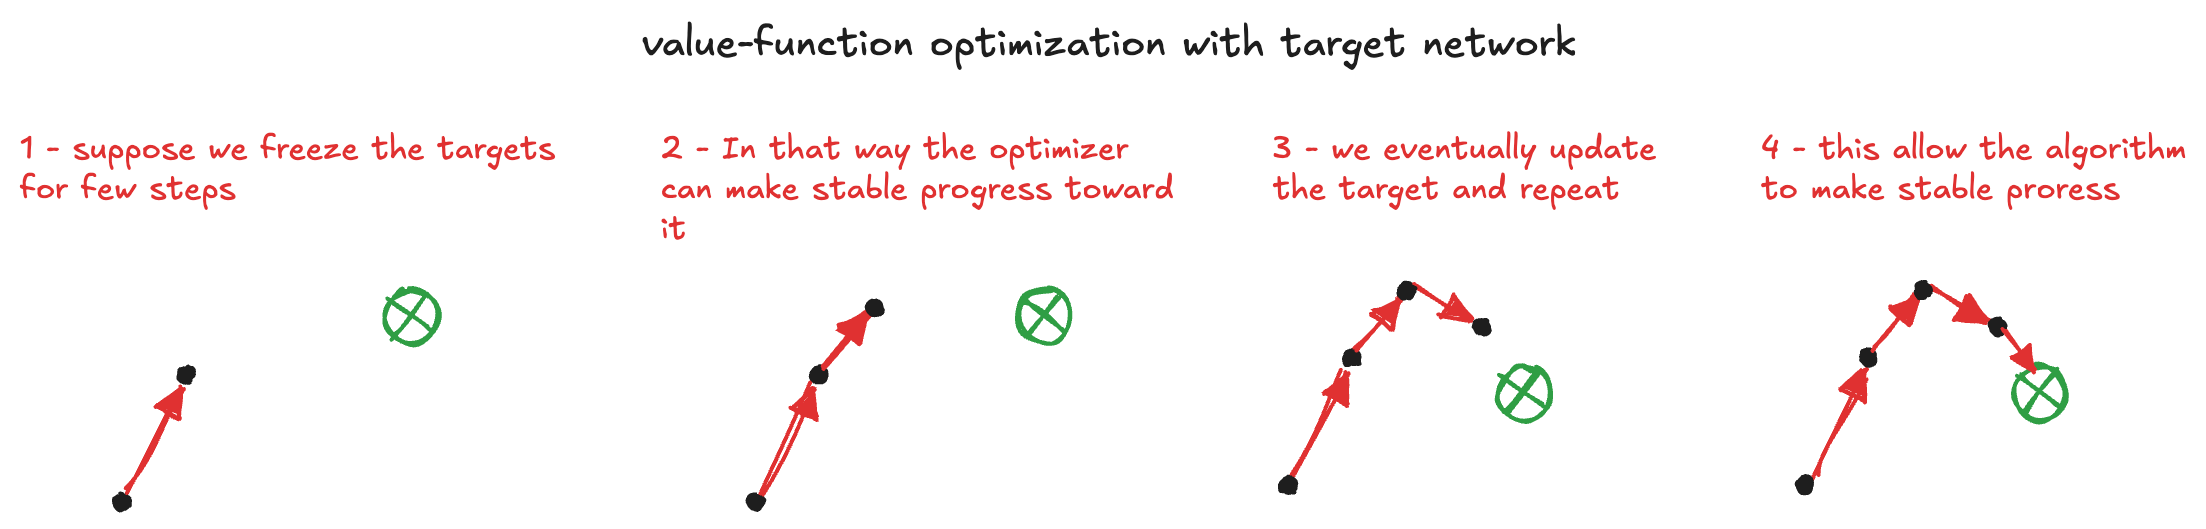 value-function optimization with target network
1 - suppose we freeze the targets
for few steps
2 - In that way the optimizer
can make stable progress toward
it
3 - we eventually update
the target and repeat
4 - this allow the algorithm
to make stable proress